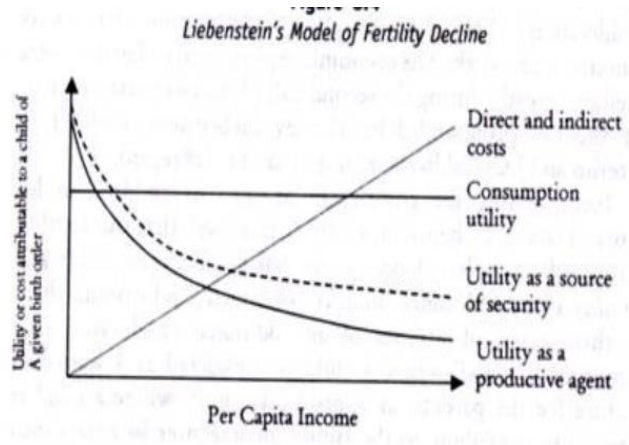 Liebenstein's Model of Fertility Decline
Utility or cost attributable to a child of
A given birth order
Direct and indirect
costs
Consumption
utility
Utility as a source
of security
Utility as a
productive agent
Per Capita Income